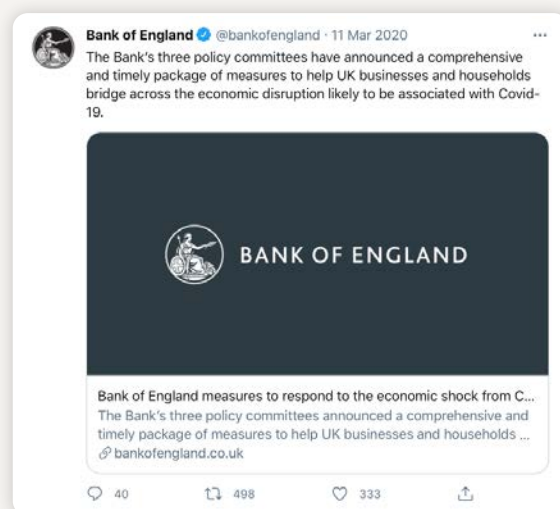 Bank of England @bankofengland · 11 Mar 2020 ···
The Bank's three policy committees have announced a comprehensive
and timely package of measures to help UK businesses and households
bridge across the economic disruption likely to be associated with Covid-
19.
BANK OF ENGLAND
Bank of England measures to respond to the economic shock from C...
The Bank's three policy committees announced a comprehensive and
timely package of measures to help UK businesses and households ...
bankofengland.co.uk
40 498 333